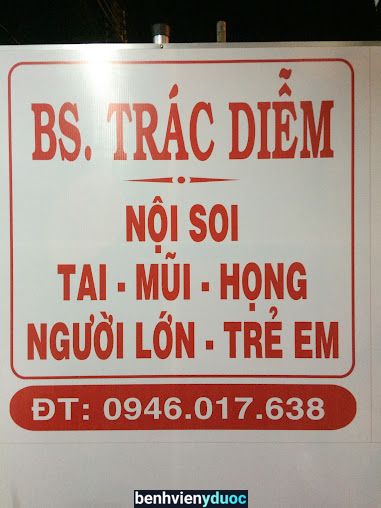 BS. TRÁC DIỄM
NỘI SOI
TAI - MŨI - HỌNG
NGƯỜI LỚN - TRẺ EM
ĐT: 0946.017.638
benhvienyduoc